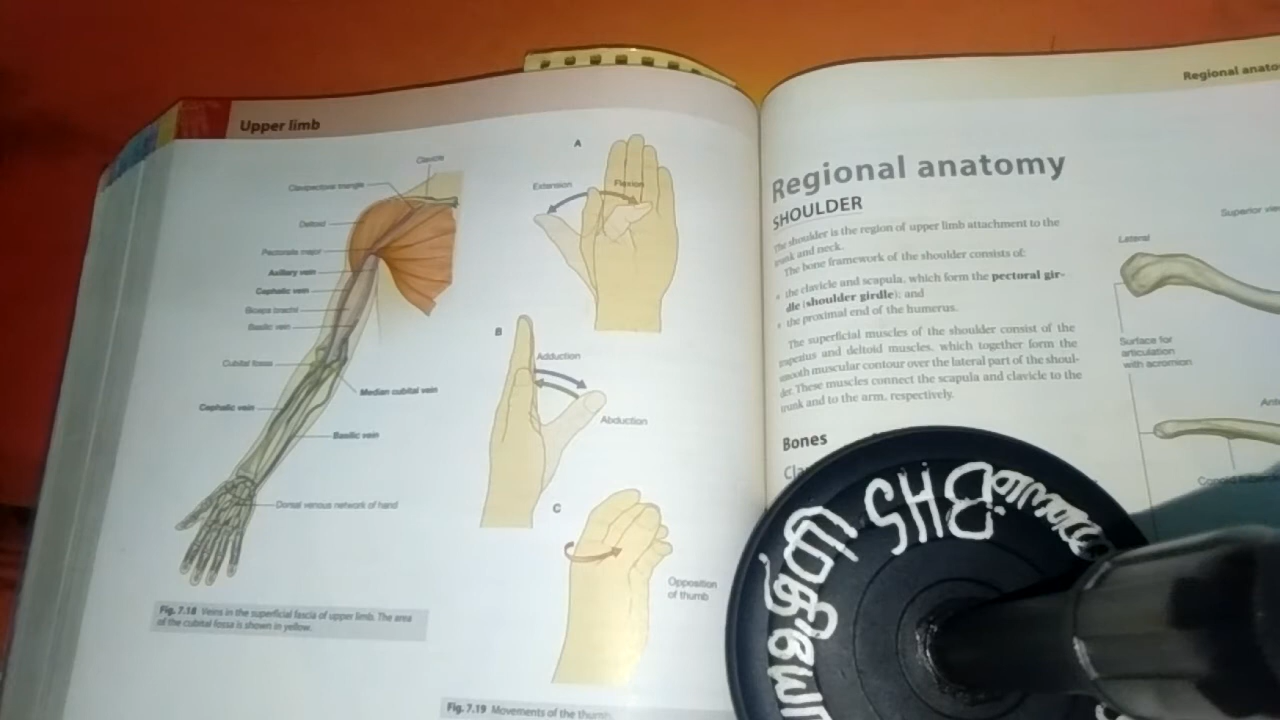 Upper limb
Clavicle
Clavipectoral triangle
Deltoid
Pectoralis major
Axillary vein
Cephalic vein
Biceps brachii
Basilic vein
Cubital fossa
Median cubital vein
Cephalic vein
Basilic vein
Dorsal venous network of hand
Fig. 7.18 Veins in the superficial fascia of upper limb. The area
of the cubital fossa is shown in yellow.
A
Extension
Flexion
B
Adduction
Abduction
C
Opposition
of thumb
Fig. 7.19 Movements of the thumb
Regional
Regional anatomy
SHOULDER
The shoulder is the region of upper limb attachment to the
and neck.
The bone framework of the shoulder consists of:
• the clavicle and scapula, which form the pectoral gir-
dle (shoulder girdle); and
• the proximal end of the humerus.
The superficial muscles of the shoulder consist of the
and deltoid muscles, which together form the
muscular contour over the lateral part of the shoul-
der. These muscles connect the scapula and clavicle to the
and to the arm, respectively.
Bones
Superior
Lateral
Surface for
articulation
with acromion
BHS